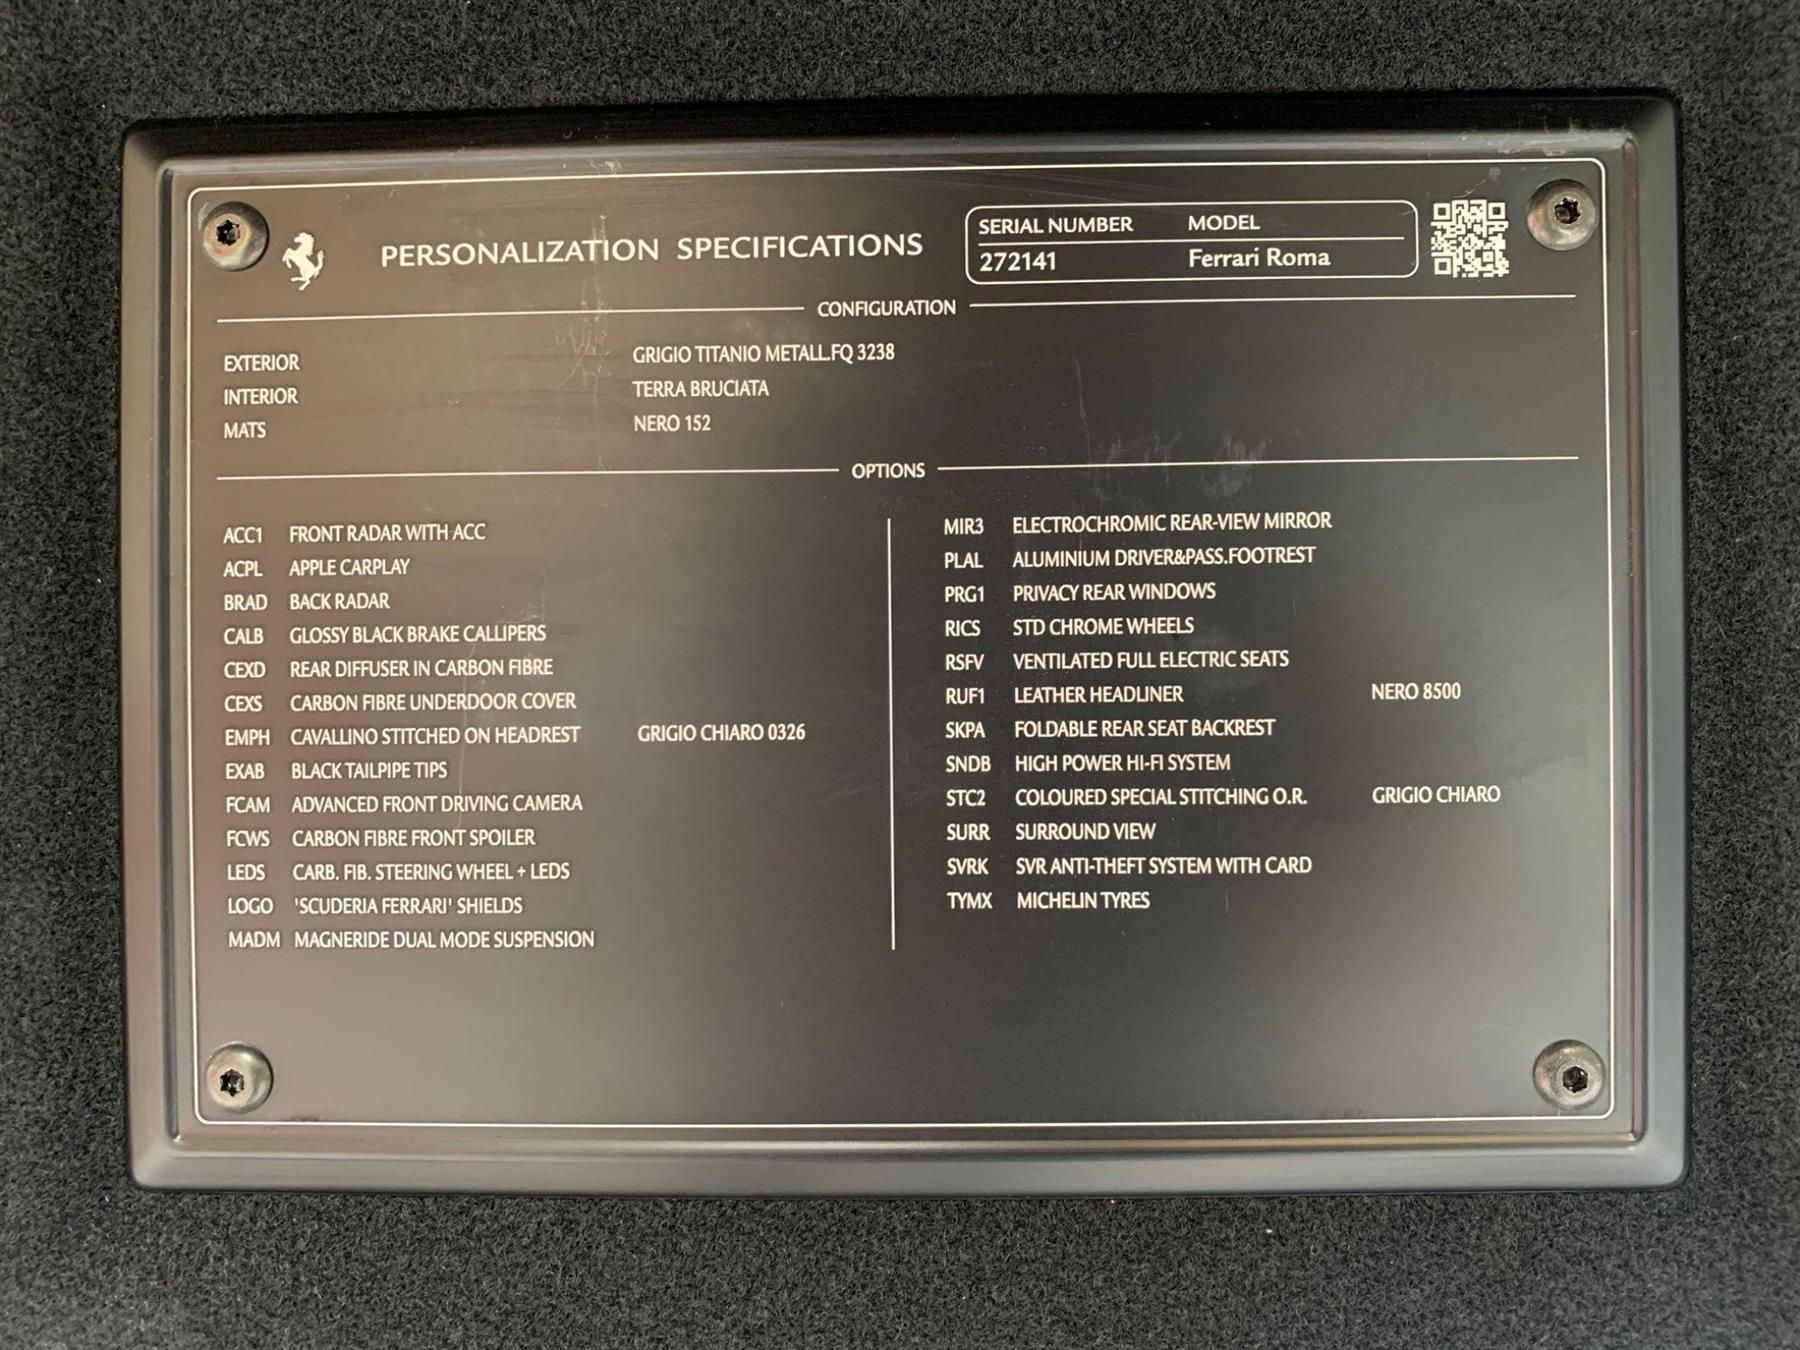 PERSONALIZATION SPECIFICATIONS
SERIAL NUMBER MODEL
272141 Ferrari Roma
CONFIGURATION
EXTERIOR GRIGIO TITANIO METALL.FQ 3238
INTERIOR TERRA BRUCIATA
MATS NERO 152
OPTIONS
ACC1 FRONT RADAR WITH ACC
ACPL APPLE CARPLAY
BRAD BACK RADAR
CALB GLOSSY BLACK BRAKE CALLIPERS
CEXD REAR DIFFUSER IN CARBON FIBRE
CEXS CARBON FIBRE UNDERDOOR COVER
EMPH CAVALLINO STITCHED ON HEADREST GRIGIO CHIARO 0326
EXAB BLACK TAILPIPE TIPS
FCAM ADVANCED FRONT DRIVING CAMERA
FCWS CARBON FIBRE FRONT SPOILER
LEDS CARB. FIB. STEERING WHEEL + LEDS
LOGO 'SCUDERIA FERRARI' SHIELDS
MADM MAGNERIDE DUAL MODE SUSPENSION
MIR3 ELECTROCHROMIC REAR-VIEW MIRROR
PLAL ALUMINIUM DRIVER&PASS.FOOTREST
PRG1 PRIVACY REAR WINDOWS
RICS STD CHROME WHEELS
RSFV VENTILATED FULL ELECTRIC SEATS
RUF1 LEATHER HEADLINER NERO 8500
SKPA FOLDABLE REAR SEAT BACKREST
SNDB HIGH POWER HI-FI SYSTEM
STC2 COLOURED SPECIAL STITCHING O.R. GRIGIO CHIARO
SURR SURROUND VIEW
SVRK SVR ANTI-THEFT SYSTEM WITH CARD
TYMX MICHELIN TYRES